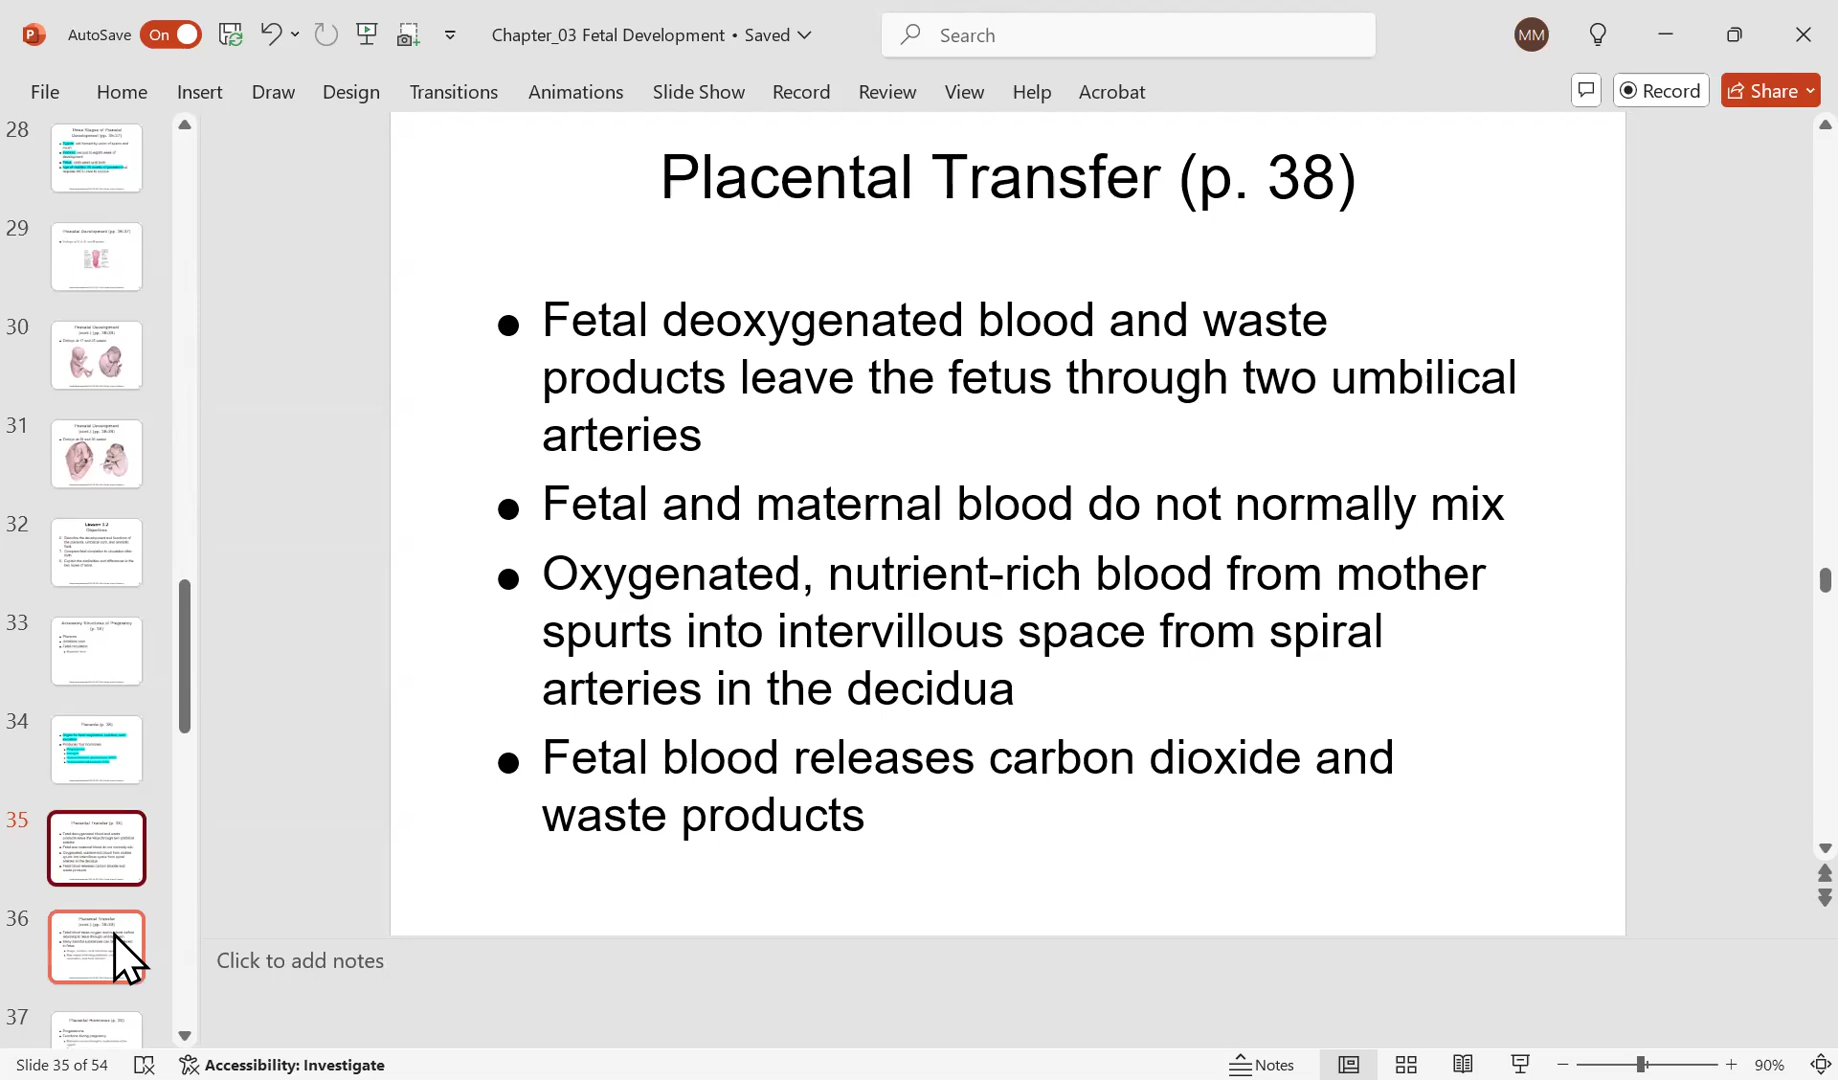 AutoSave On Chapter_03 Fetal Development • Saved Search MM
File Home Insert Draw Design Transitions Animations Slide Show Record Review View Help Acrobat Record Share
28
29
30
31
32
33
34
35
36
37
Placental Transfer (p. 38)
• Fetal deoxygenated blood and waste
products leave the fetus through two umbilical
arteries
• Fetal and maternal blood do not normally mix
• Oxygenated, nutrient-rich blood from mother
spurts into intervillous space from spiral
arteries in the decidua
• Fetal blood releases carbon dioxide and
waste products
Click to add notes
Slide 35 of 54 Accessibility: Investigate Notes 90%